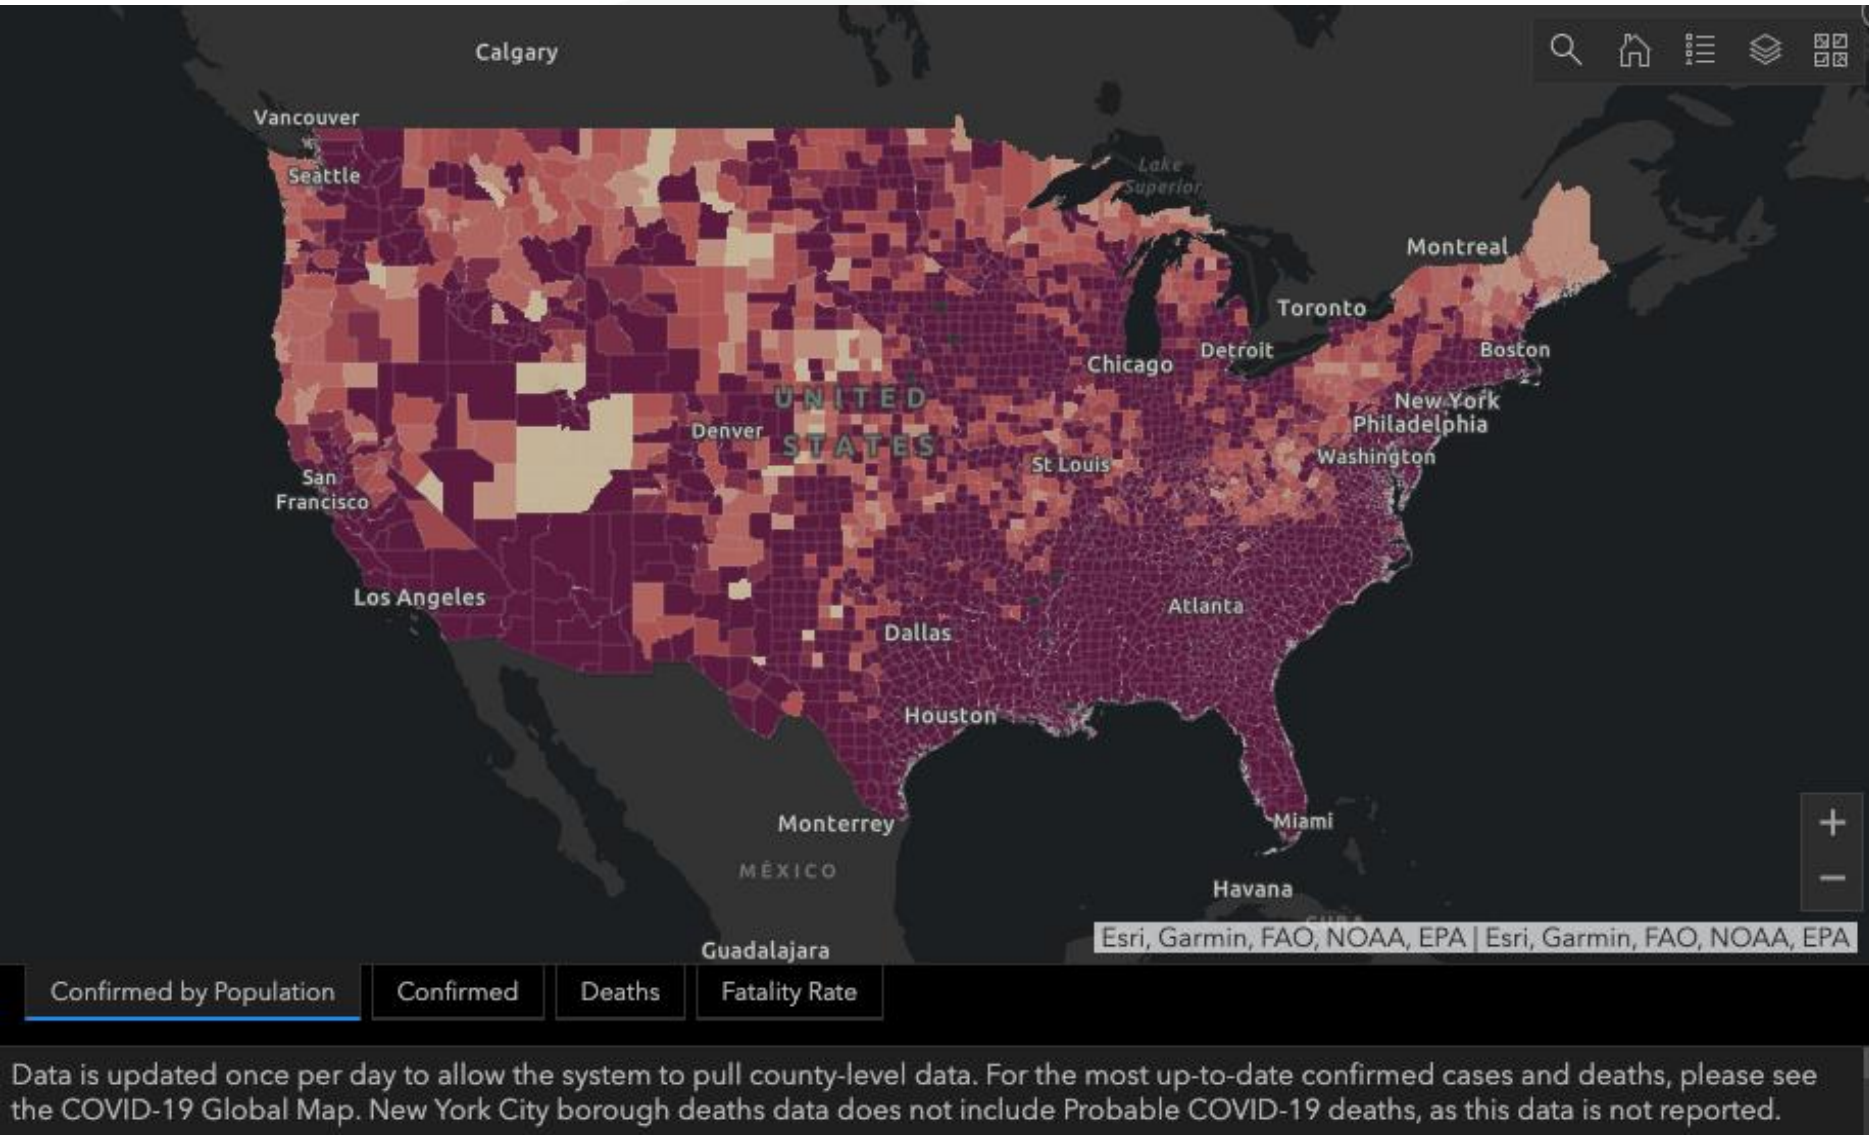 Calgary
Vancouver
Seattle
Lake
Superior
Montreal
Toronto
Boston
Detroit
Chicago
New York
Philadelphia
UNITED
STATES
Denver
Washington
St Louis
San
Francisco
Los Angeles
Atlanta
Dallas
Houston
Miami
Monterrey
MÉXICO
Havana
CUBA
Guadalajara
Esri, Garmin, FAO, NOAA, EPA | Esri, Garmin, FAO, NOAA, EPA
Confirmed by Population
Confirmed
Deaths
Fatality Rate
Data is updated once per day to allow the system to pull county-level data. For the most up-to-date confirmed cases and deaths, please see
the COVID-19 Global Map. New York City borough deaths data does not include Probable COVID-19 deaths, as this data is not reported.